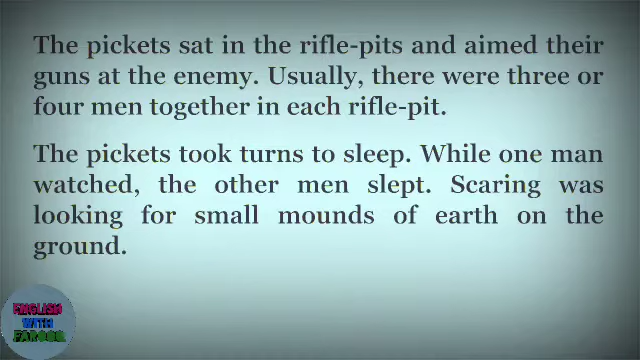 The pickets sat in the rifle-pits and aimed their
guns at the enemy. Usually, there were three or
four men together in each rifle-pit.
The pickets took turns to sleep. While one man
watched, the other men slept. Scaring was
looking for small mounds of earth on the
ground.
ENGLISH
WITH
FAROOQ